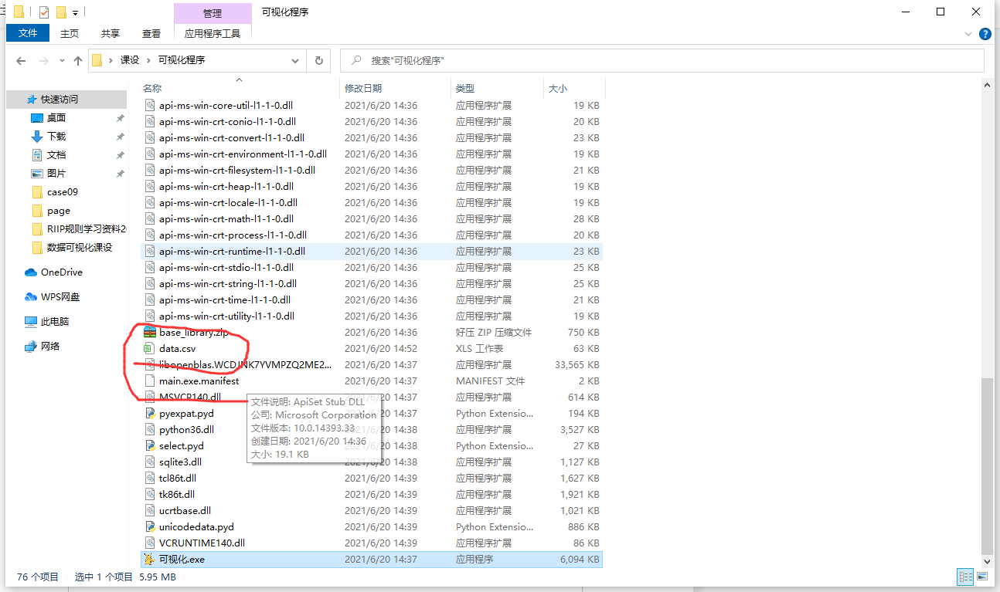 管理 可视化程序
文件 主页 共享 查看 应用程序工具
课设 可视化程序 搜索"可视化程序"
名称 修改日期 类型 大小
快速访问
桌面
下载
文档
图片
case09
page
RIIP规则学习资料2
数据可视化课设
OneDrive
WPS网盘
此电脑
网络
api-ms-win-core-util-l1-1-0.dll 2021/6/20 14:36 应用程序扩展 19 KB
api-ms-win-crt-conio-l1-1-0.dll 2021/6/20 14:36 应用程序扩展 20 KB
api-ms-win-crt-convert-l1-1-0.dll 2021/6/20 14:36 应用程序扩展 23 KB
api-ms-win-crt-environment-l1-1-0.dll 2021/6/20 14:36 应用程序扩展 19 KB
api-ms-win-crt-filesystem-l1-1-0.dll 2021/6/20 14:36 应用程序扩展 21 KB
api-ms-win-crt-heap-l1-1-0.dll 2021/6/20 14:36 应用程序扩展 19 KB
api-ms-win-crt-locale-l1-1-0.dll 2021/6/20 14:36 应用程序扩展 19 KB
api-ms-win-crt-math-l1-1-0.dll 2021/6/20 14:36 应用程序扩展 28 KB
api-ms-win-crt-process-l1-1-0.dll 2021/6/20 14:36 应用程序扩展 20 KB
api-ms-win-crt-runtime-l1-1-0.dll 2021/6/20 14:36 应用程序扩展 23 KB
api-ms-win-crt-stdio-l1-1-0.dll 2021/6/20 14:36 应用程序扩展 25 KB
api-ms-win-crt-string-l1-1-0.dll 2021/6/20 14:36 应用程序扩展 25 KB
api-ms-win-crt-time-l1-1-0.dll 2021/6/20 14:36 应用程序扩展 21 KB
api-ms-win-crt-utility-l1-1-0.dll 2021/6/20 14:36 应用程序扩展 19 KB
base_library.zip 2021/6/20 14:36 好压 ZIP 压缩文件 750 KB
data.csv 2021/6/20 14:52 XLS 工作表 63 KB
libopenblas.WCDJNK7YVMPZQ2ME2... 2021/6/20 14:37 应用程序扩展 33,565 KB
main.exe.manifest 2021/6/20 14:37 MANIFEST 文件 2 KB
MSVCP140.dll 2021/6/20 14:37 应用程序扩展 614 KB
pyexpat.pyd 14:37 Python Extensio... 194 KB
python36.dll 14:38 应用程序扩展 3,527 KB
select.pyd 14:38 Python Extensio... 27 KB
sqlite3.dll 2021/6/20 14:38 应用程序扩展 1,127 KB
tcl86t.dll 2021/6/20 14:39 应用程序扩展 1,627 KB
tk86t.dll 2021/6/20 14:39 应用程序扩展 1,921 KB
ucrtbase.dll 2021/6/20 14:39 应用程序扩展 1,021 KB
unicodedata.pyd 2021/6/20 14:39 Python Extensio... 886 KB
VCRUNTIME140.dll 2021/6/20 14:39 应用程序扩展 86 KB
可视化.exe 2021/6/20 14:37 应用程序 6,094 KB
文件说明: ApiSet Stub DLL
公司: Microsoft Corporation
文件版本: 10.0.14393.33
创建日期: 2021/6/20 14:36
大小: 19.1 KB
76 个项目 选中 1 个项目 5.95 MB